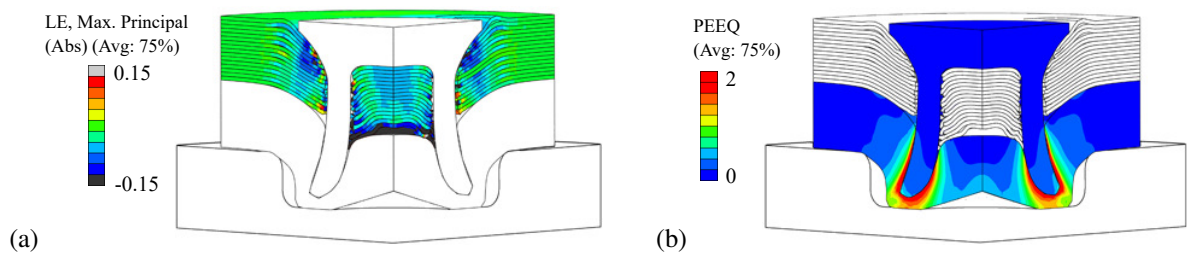 LE, Max. Principal
(Abs) (Avg: 75%)
0.15
-0.15
(a)
PEEQ
(Avg: 75%)
2
0
(b)